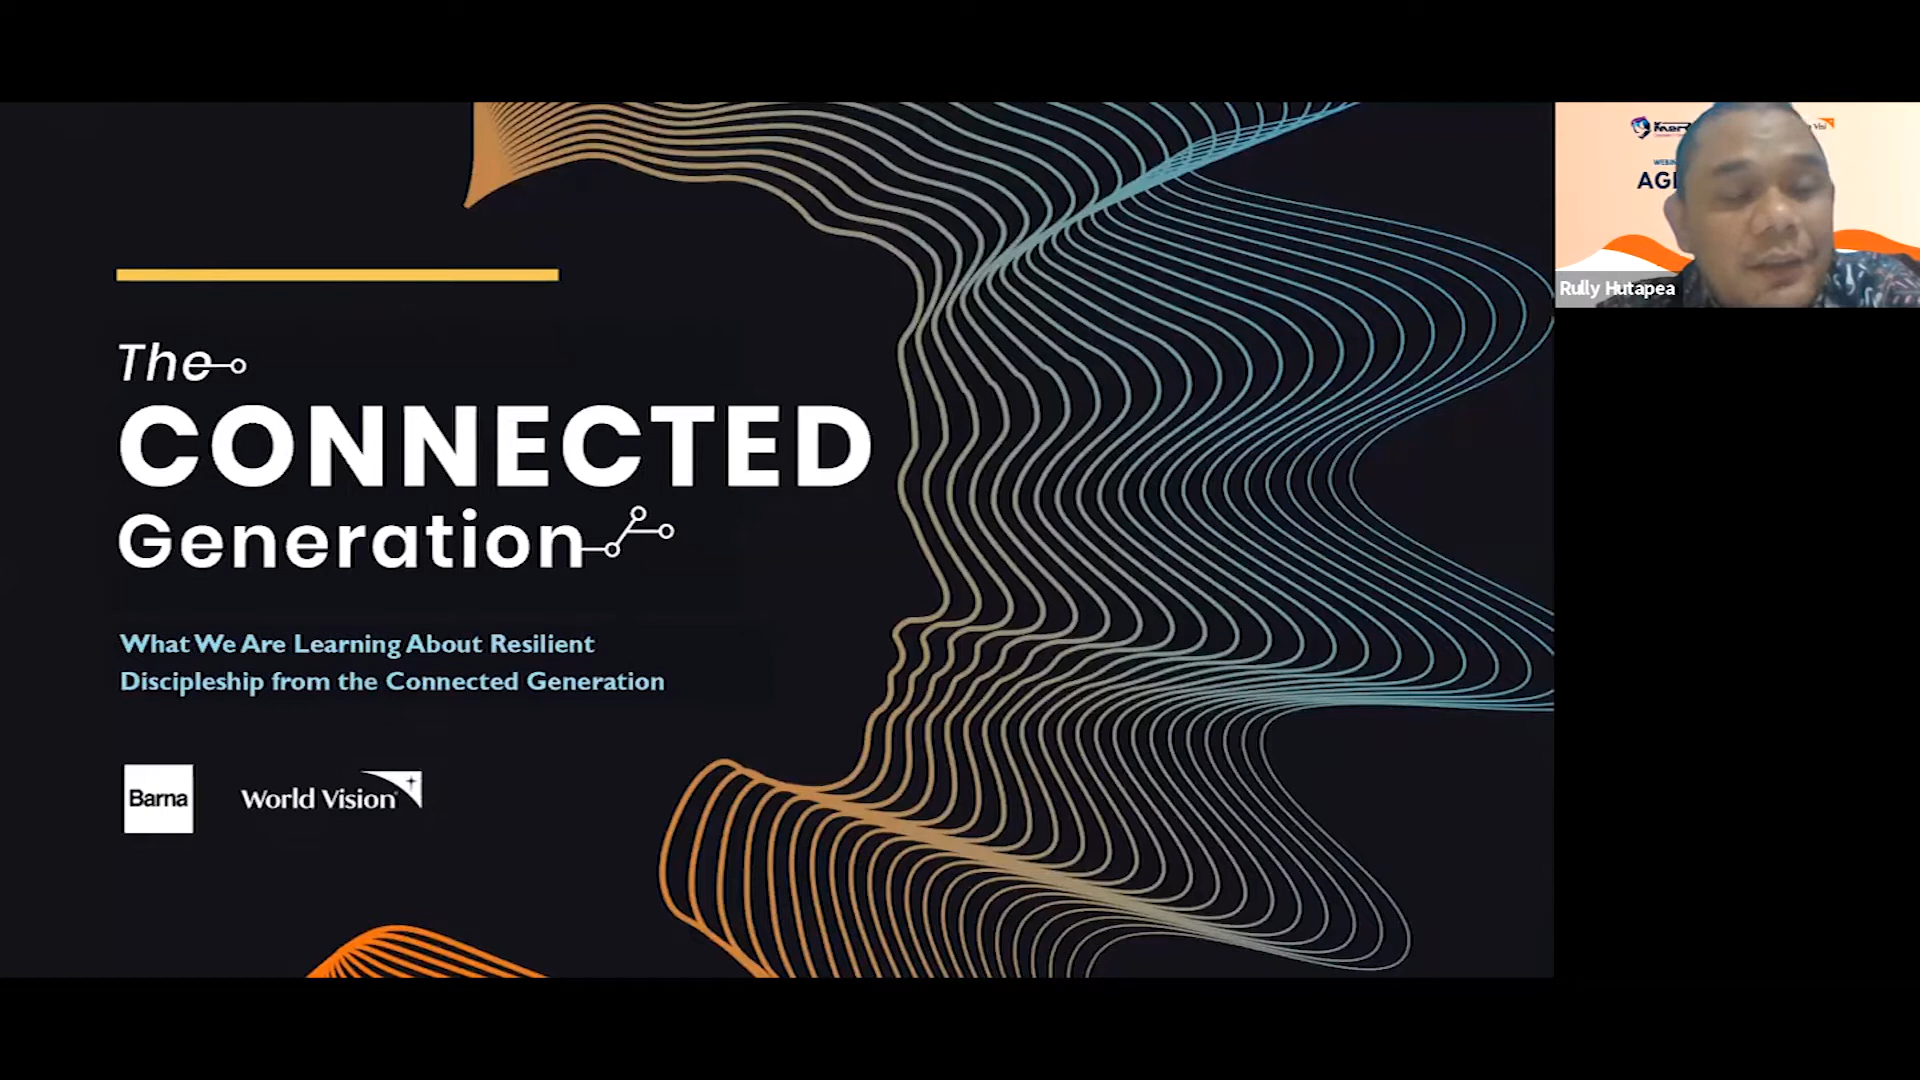 The
CONNECTED
Generation
What We Are Learning About Resilient
Discipleship from the Connected Generation
Barna
World Vision
Rully Hutapea